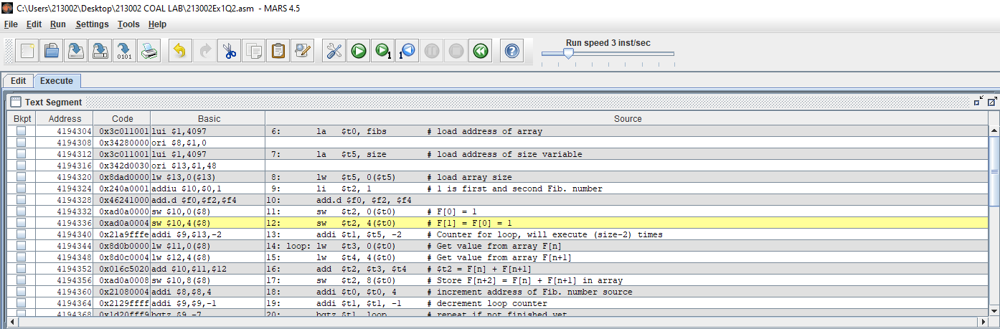 C:\Users\213002\Desktop\213002 COAL LAB\213002Ex1Q2.asm - MARS 4.5
File Edit Run Settings Tools Help
0101 1 1
Run speed 3 inst/sec
Edit Execute
Text Segment
Bkpt Address Code Basic Source
4194304 0x3c011001 lui $1,4097 6: la $t0, fibs # load address of array
4194308 0x34280000 ori $8,$1,0
4194312 0x3c011001 lui $1,4097 7: la $t5, size # load address of size variable
4194316 0x342d0030 ori $13,$1,48
4194320 0x8dad0000 lw $13,0($13) 8: lw $t5, 0($t5) # load array size
4194324 0x240a0001 addiu $10,$0,1 9: li $t2, 1 # 1 is first and second Fib. number
4194328 0x46241000 add.d $f0,$f2,$f4 10: add.d $f0, $f2, $f4
4194332 0xad0a0000 sw $10,0($8) 11: sw $t2, 0($t0) # F[0] = 1
4194336 0xad0a0004 sw $10,4($8) 12: sw $t2, 4($t0) # F[1] = F[0] = 1
4194340 0x21a9fffe addi $9,$13,-2 13: addi $t1, $t5, -2 # Counter for loop, will execute (size-2) times
4194344 0x8d0b0000 lw $11,0($8) 14: loop: lw $t3, 0($t0) # Get value from array F[n]
4194348 0x8d0c0004 lw $12,4($8) 15: lw $t4, 4($t0) # Get value from array F[n+1]
4194352 0x016c5020 add $10,$11,$12 16: add $t2, $t3, $t4 # $t2 = F[n] + F[n+1]
4194356 0xad0a0008 sw $10,8($8) 17: sw $t2, 8($t0) # Store F[n+2] = F[n] + F[n+1] in array
4194360 0x21080004 addi $8,$8,4 18: addi $t0, $t0, 4 # increment address of Fib. number source
4194364 0x2129ffff addi $9,$9,-1 19: addi $t1, $t1, -1 # decrement loop counter
4194368 0x1d20fff9 bgtz $9,-7 20: bgtz $t1, loop # repeat if not finished yet